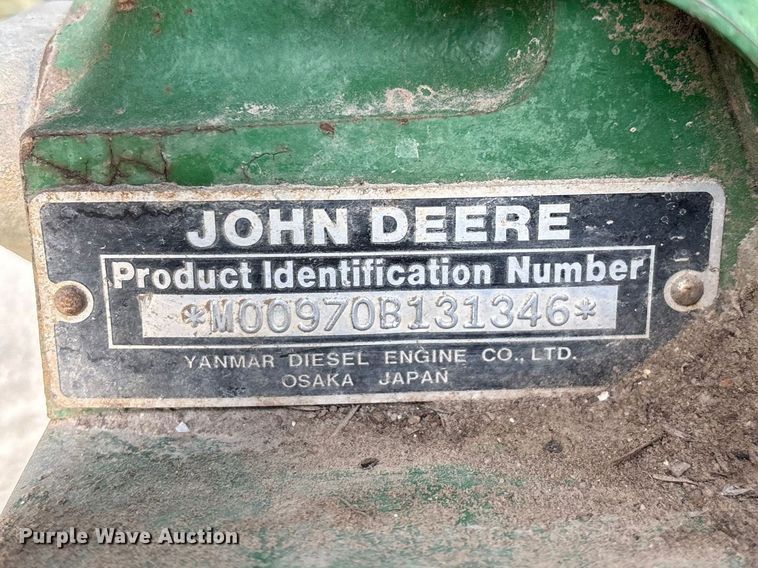 JOHN DEERE
Product Identification Number
*M00970B131346*
YANMAR DIESEL ENGINE CO., LTD.
OSAKA JAPAN
Purple Wave Auction